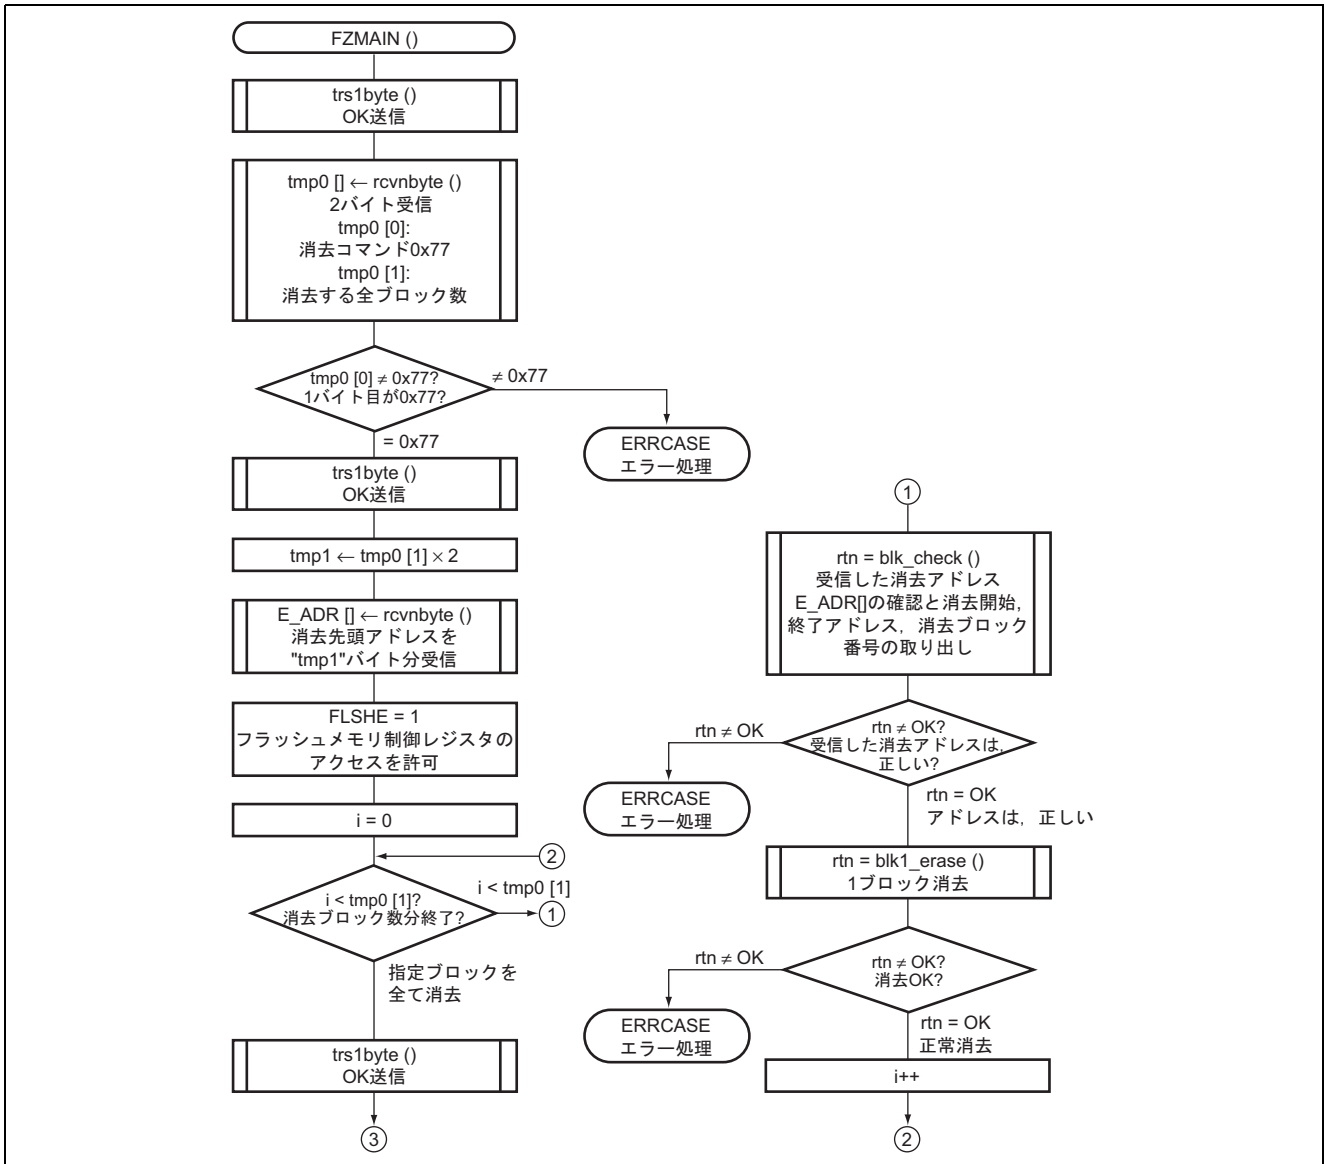 FZMAIN ()
trs1byte ()
OK送信
tmp0 [] ← rcvnbyte ()
2バイト受信
tmp0 [0]:
消去コマンド0x77
tmp0 [1]:
消去する全ブロック数
tmp0 [0] ≠ 0x77?
1バイト目が0x77?
≠ 0x77
ERRCASE
エラー処理
= 0x77
trs1byte ()
OK送信
tmp1 ← tmp0 [1] × 2
E_ADR [] ← rcvnbyte ()
消去先頭アドレスを
"tmp1"バイト分受信
FLSHE = 1
フラッシュメモリ制御レジスタの
アクセスを許可
i = 0
②
i < tmp0 [1]?
消去ブロック数分終了?
i < tmp0 [1]
①
指定ブロックを
全て消去
trs1byte ()
OK送信
③
①
rtn = blk_check ()
受信した消去アドレス
E_ADR[]の確認と消去開始，
終了アドレス，消去ブロック
番号の取り出し
rtn ≠ OK?
受信した消去アドレスは，
正しい?
rtn ≠ OK
ERRCASE
エラー処理
rtn = OK
アドレスは，正しい
rtn = blk1_erase ()
1ブロック消去
rtn ≠ OK?
消去OK?
rtn ≠ OK
ERRCASE
エラー処理
rtn = OK
正常消去
i++
②